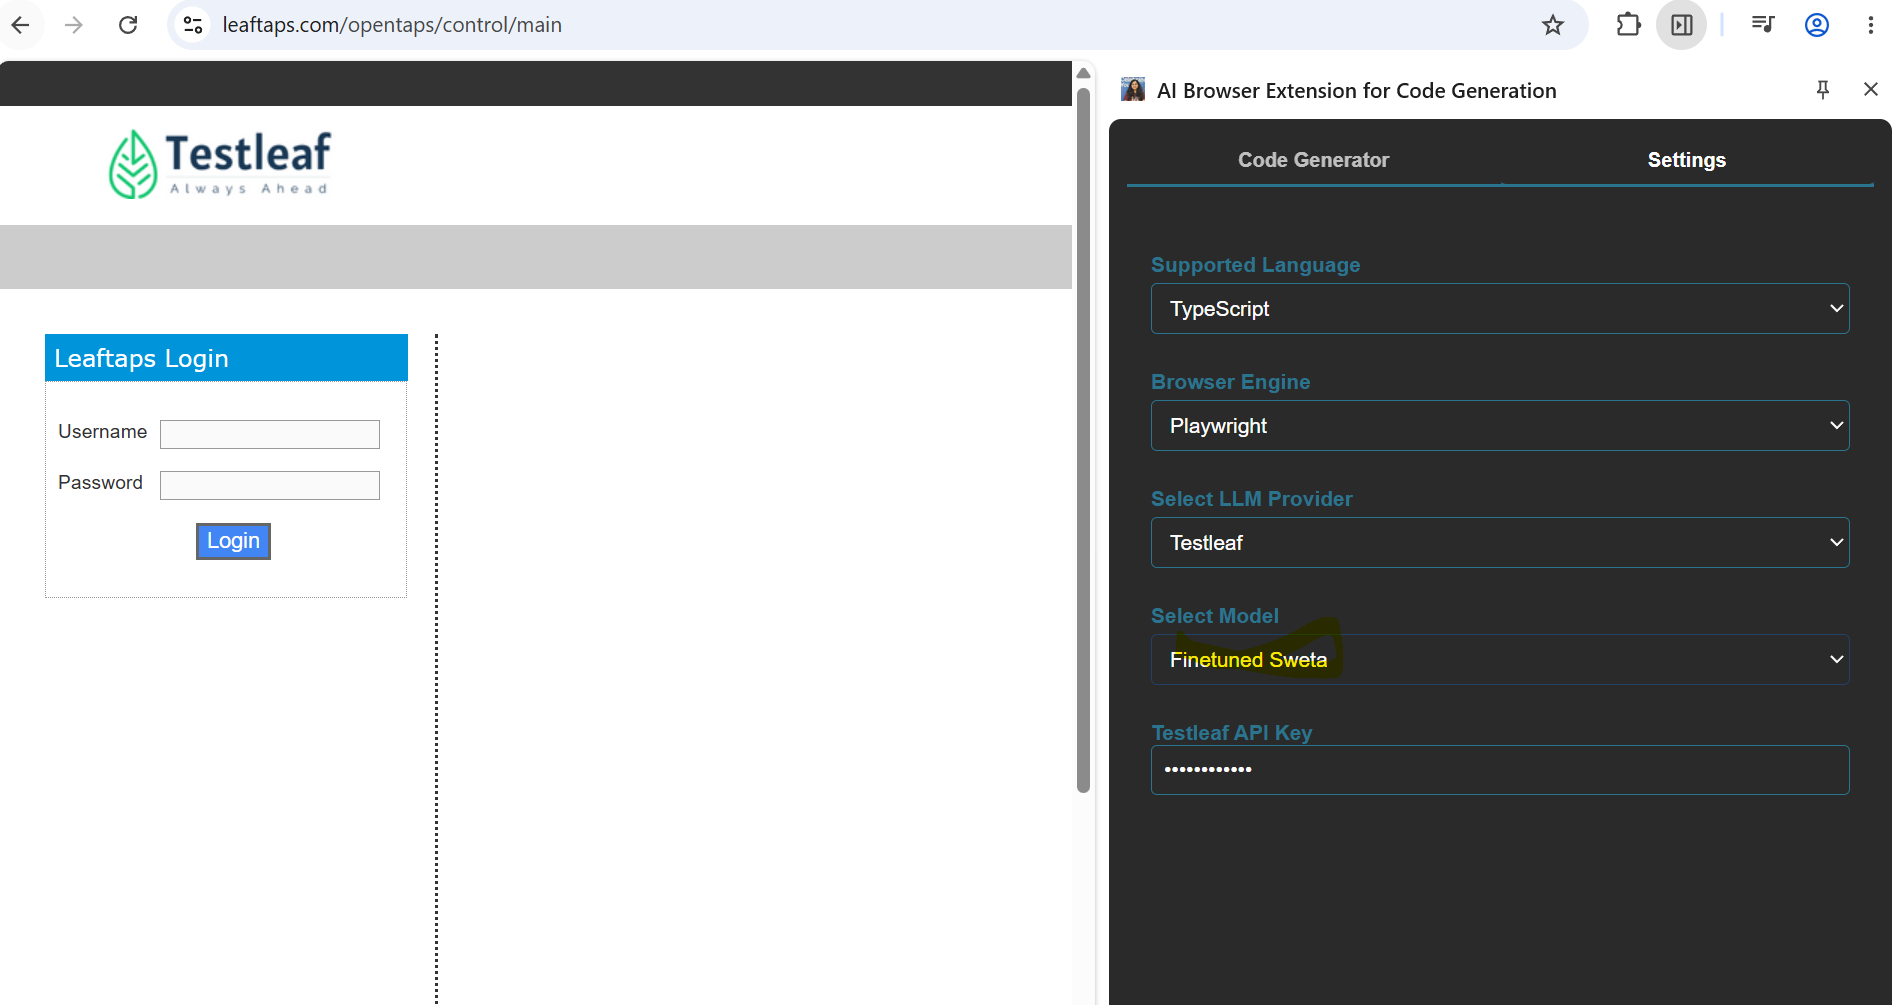 leaftaps.com/opentaps/control/main
AI Browser Extension for Code Generation
Testleaf
Always Ahead
Leaftaps Login
Username
Password
Login
Code Generator
Settings
Supported Language
TypeScript
Browser Engine
Playwright
Select LLM Provider
Testleaf
Select Model
Finetuned Sweta
Testleaf API Key
••••••••••••